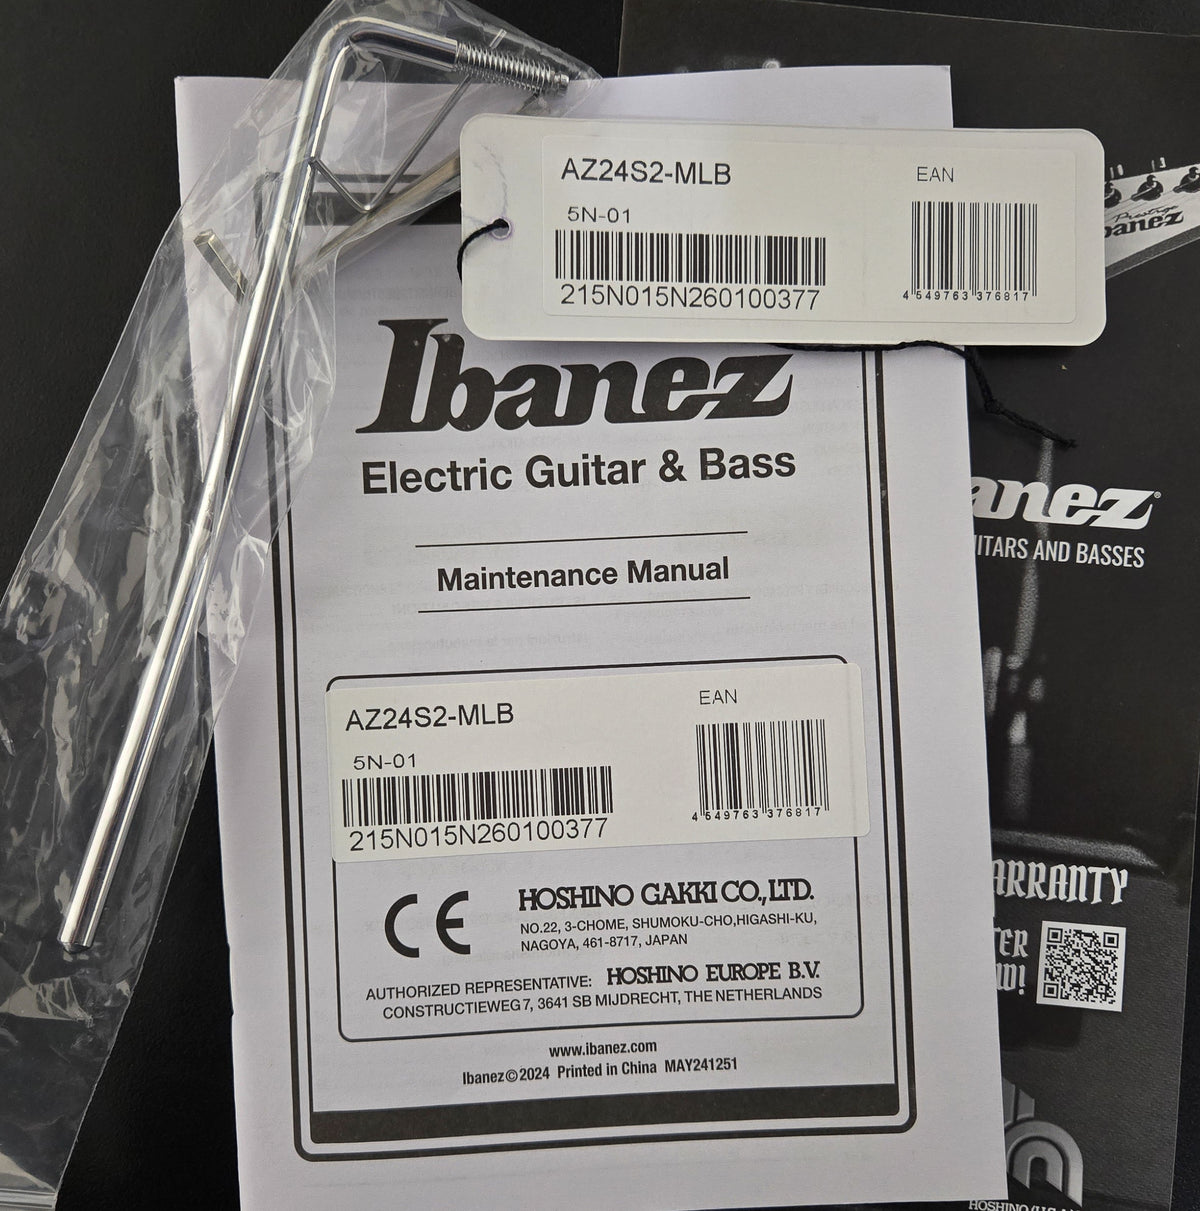 AZ24S2-MLB
EAN
5N-01
215N015N260100377
4 549763 376817
Prestige
Ibanez
Ibanez
Electric Guitar & Bass
Maintenance Manual
anez®
ITARS AND BASSES
AZ24S2-MLB
EAN
5N-01
215N015N260100377
4 549763 376817
CE
HOSHINO GAKKI CO., LTD.
NO.22, 3-CHOME, SHUMOKU-CHO,HIGASHI-KU,
NAGOYA, 461-8717, JAPAN
AUTHORIZED REPRESENTATIVE: HOSHINO EUROPE B.V.
CONSTRUCTIEWEG 7, 3641 SB MIJDRECHT, THE NETHERLANDS
www.ibanez.com
Ibanez©2024 Printed in China MAY241251
ARRANTY
TER
W!